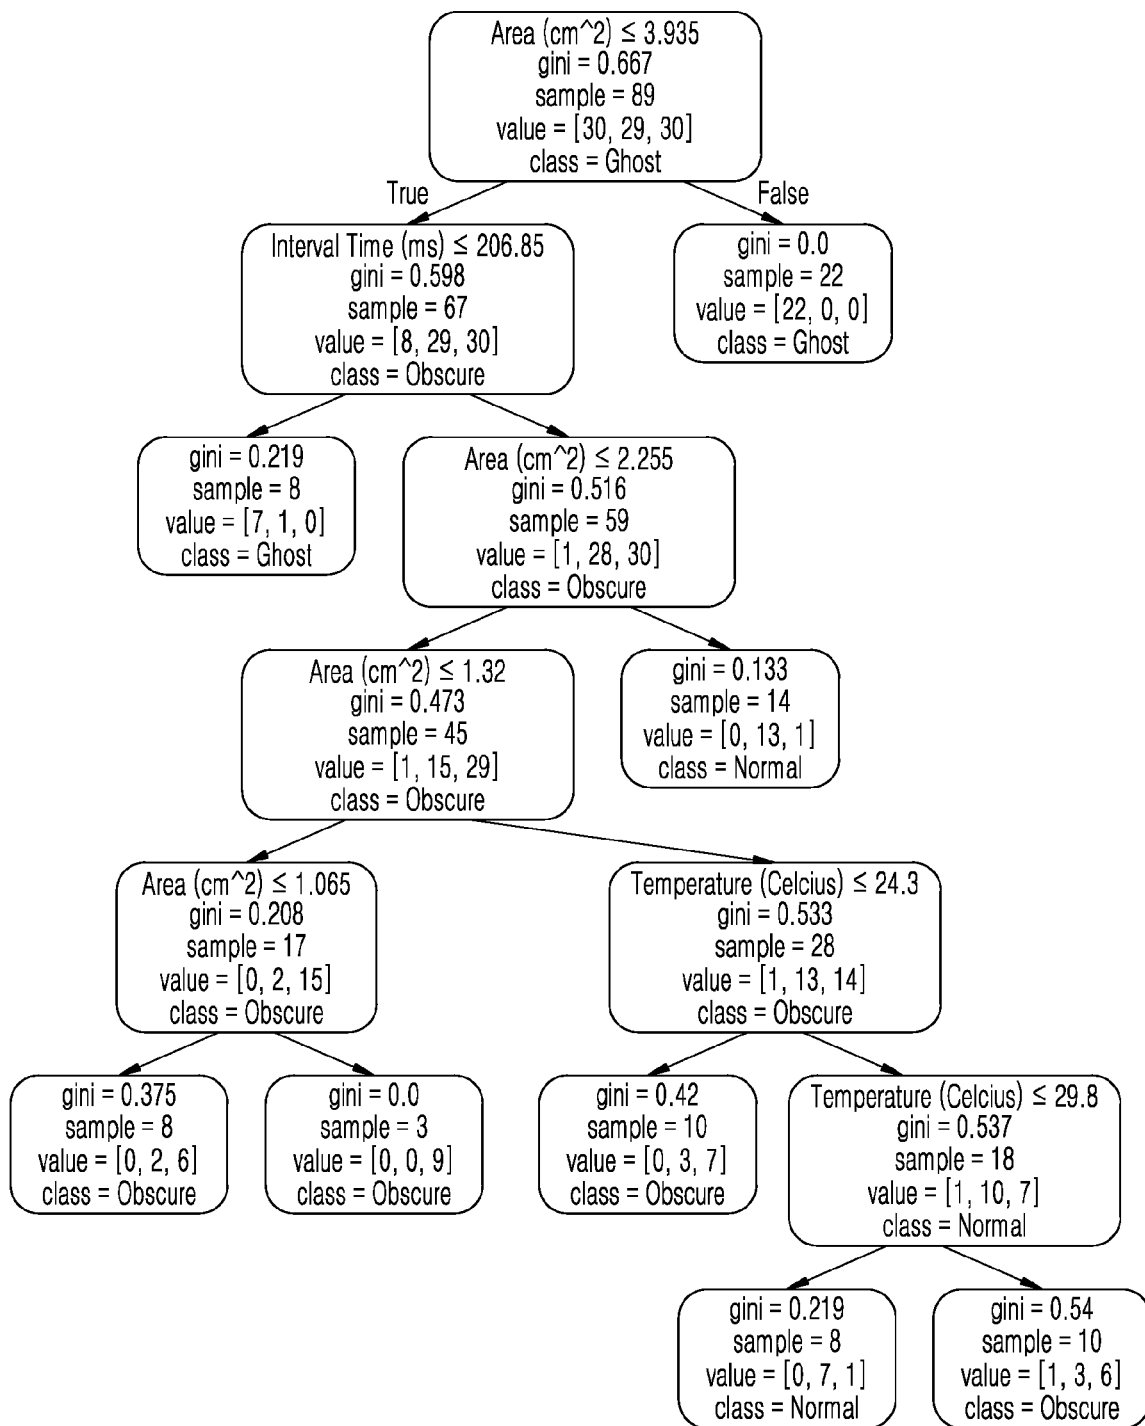 Area (cm^2) ≤ 3.935
gini = 0.667
sample = 89
value = [30, 29, 30]
class = Ghost
True
False
Interval Time (ms) ≤ 206.85
gini = 0.598
sample = 67
value = [8, 29, 30]
class = Obscure
gini = 0.0
sample = 22
value = [22, 0, 0]
class = Ghost
gini = 0.219
sample = 8
value = [7, 1, 0]
class = Ghost
Area (cm^2) ≤ 2.255
gini = 0.516
sample = 59
value = [1, 28, 30]
class = Obscure
Area (cm^2) ≤ 1.32
gini = 0.473
sample = 45
value = [1, 15, 29]
class = Obscure
gini = 0.133
sample = 14
value = [0, 13, 1]
class = Normal
Area (cm^2) ≤ 1.065
gini = 0.208
sample = 17
value = [0, 2, 15]
class = Obscure
Temperature (Celcius) ≤ 24.3
gini = 0.533
sample = 28
value = [1, 13, 14]
class = Obscure
gini = 0.375
sample = 8
value = [0, 2, 6]
class = Obscure
gini = 0.0
sample = 3
value = [0, 0, 9]
class = Obscure
gini = 0.42
sample = 10
value = [0, 3, 7]
class = Obscure
Temperature (Celcius) ≤ 29.8
gini = 0.537
sample = 18
value = [1, 10, 7]
class = Normal
gini = 0.219
sample = 8
value = [0, 7, 1]
class = Normal
gini = 0.54
sample = 10
value = [1, 3, 6]
class = Obscure